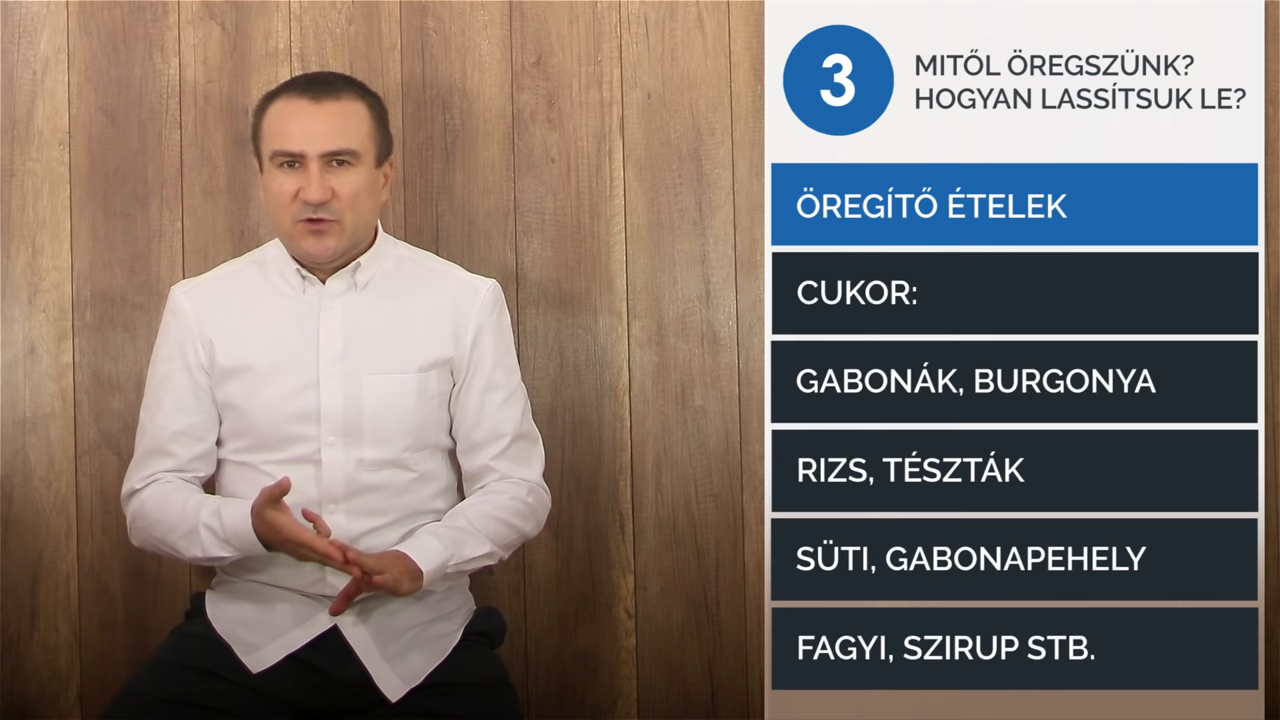 3
MITŐL ÖREGSZÜNK?
HOGYAN LASSÍTSUK LE?
ÖREGÍTŐ ÉTELEK
CUKOR:
GABONÁK, BURGONYA
RIZS, TÉSZTÁK
SÜTI, GABONAPEHELY
FAGYI, SZIRUP STB.